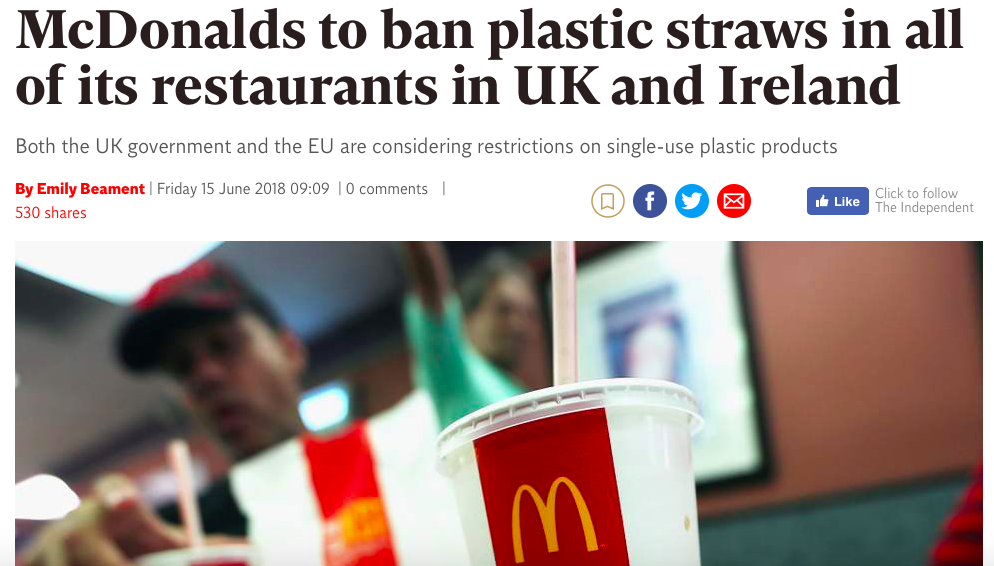 McDonalds to ban plastic straws in all
of its restaurants in UK and Ireland
Both the UK government and the EU are considering restrictions on single-use plastic products
By Emily Beament | Friday 15 June 2018 09:09 | 0 comments |
530 shares
f
Like
Click to follow
The Independent
M